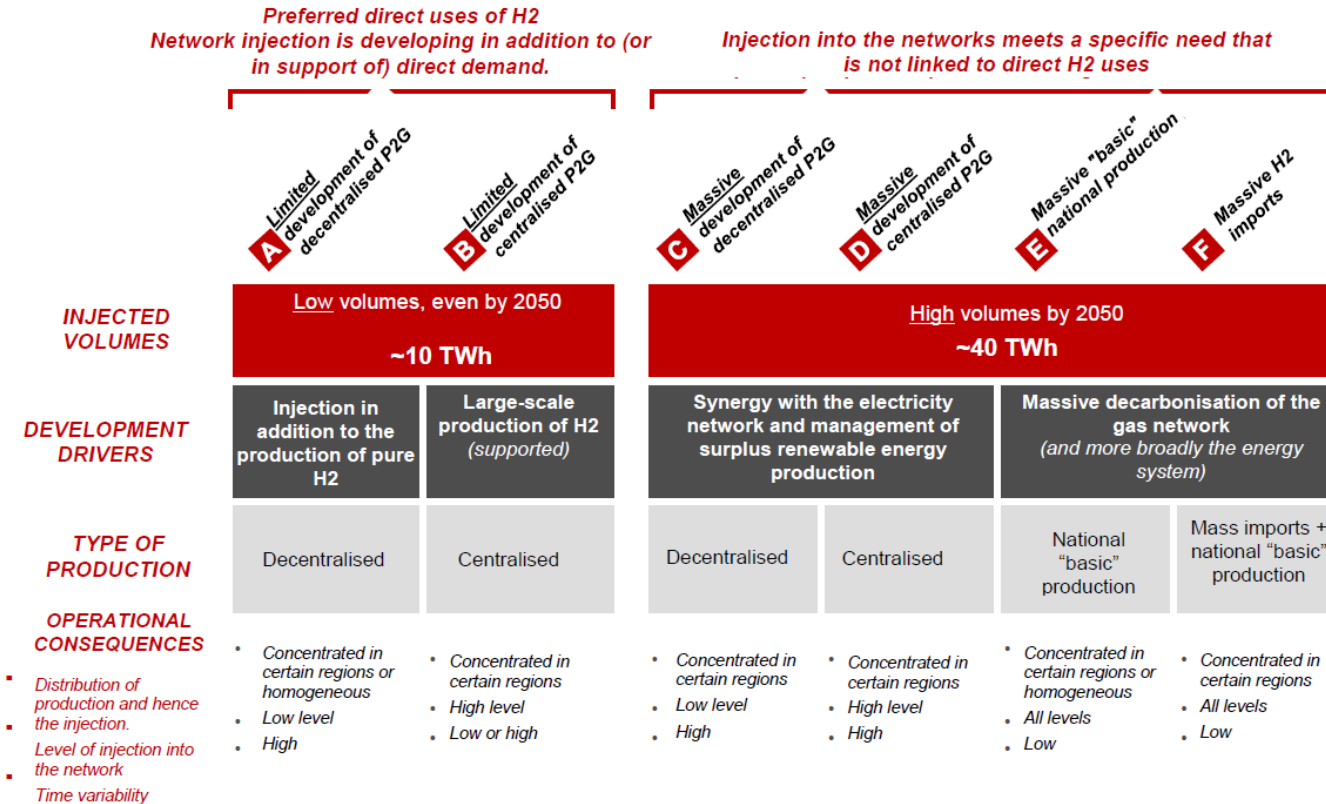 Preferred direct uses of H2
Network injection is developing in addition to (or
in support of) direct demand.
Injection into the networks meets a specific need that
is not linked to direct H2 uses
A
Limited
development of
decentralised P2G
B
Limited
development of
centralised P2G
C
Massive
development of
decentralised P2G
D
Massive
development of
centralised P2G
E
Massive "basic"
national production
F
Massive H2
imports
INJECTED
VOLUMES
Low volumes, even by 2050
~10 TWh
High volumes by 2050
~40 TWh
DEVELOPMENT
DRIVERS
Injection in
addition to the
production of pure
H2
Large-scale
production of H2
(supported)
Synergy with the electricity
network and management of
surplus renewable energy
production
Massive decarbonisation of the
gas network
(and more broadly the energy
system)
TYPE OF
PRODUCTION
Decentralised
Centralised
Decentralised
Centralised
National
“basic”
production
Mass imports +
national “basic”
production
OPERATIONAL
CONSEQUENCES
Distribution of
production and hence
the injection.
Level of injection into
the network
Time variability
• Concentrated in
certain regions or
homogeneous
• Low level
• High
• Concentrated in
certain regions
• High level
• Low or high
• Concentrated in
certain regions
• Low level
• High
• Concentrated in
certain regions
• High level
• High
• Concentrated in
certain regions or
homogeneous
• All levels
• Low
• Concentrated in
certain regions
• All levels
• Low